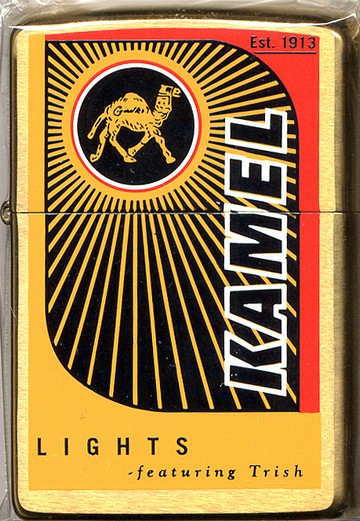 Est. 1913
KAMEL
LIGHTS
-featuring Trish